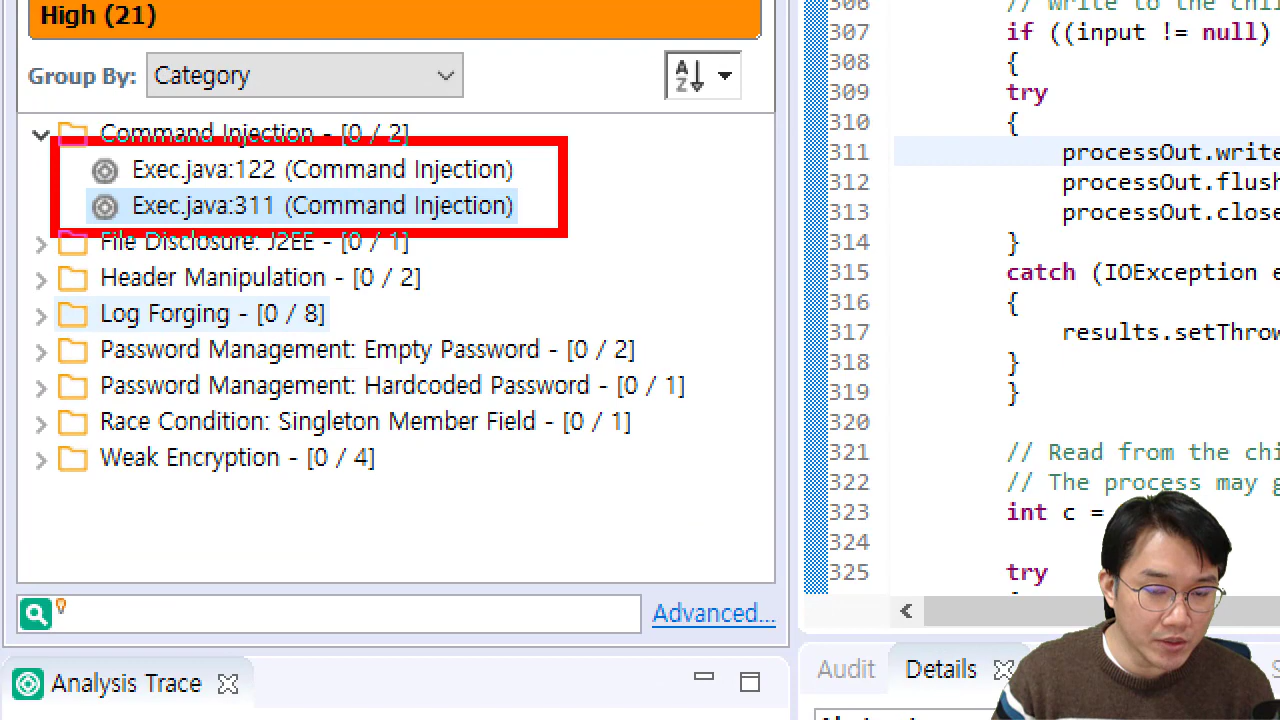 High (21)
Group By: Category
Command Injection - [0 / 2]
Exec.java:122 (Command Injection)
Exec.java:311 (Command Injection)
File Disclosure: J2EE - [0 / 1]
Header Manipulation - [0 / 2]
Log Forging - [0 / 8]
Password Management: Empty Password - [0 / 2]
Password Management: Hardcoded Password - [0 / 1]
Race Condition: Singleton Member Field - [0 / 1]
Weak Encryption - [0 / 4]
Advanced...
Analysis Trace
306 // Write to the chil
307 if ((input != null)
308 {
309 try
310 {
311 processOut.write
312 processOut.flush
313 processOut.close
314 }
315 catch (IOException e
316 {
317 results.setThrow
318 }
319 }
320
321 // Read from the chi
322 // The process may g
323 int c =
324
325 try
Audit Details